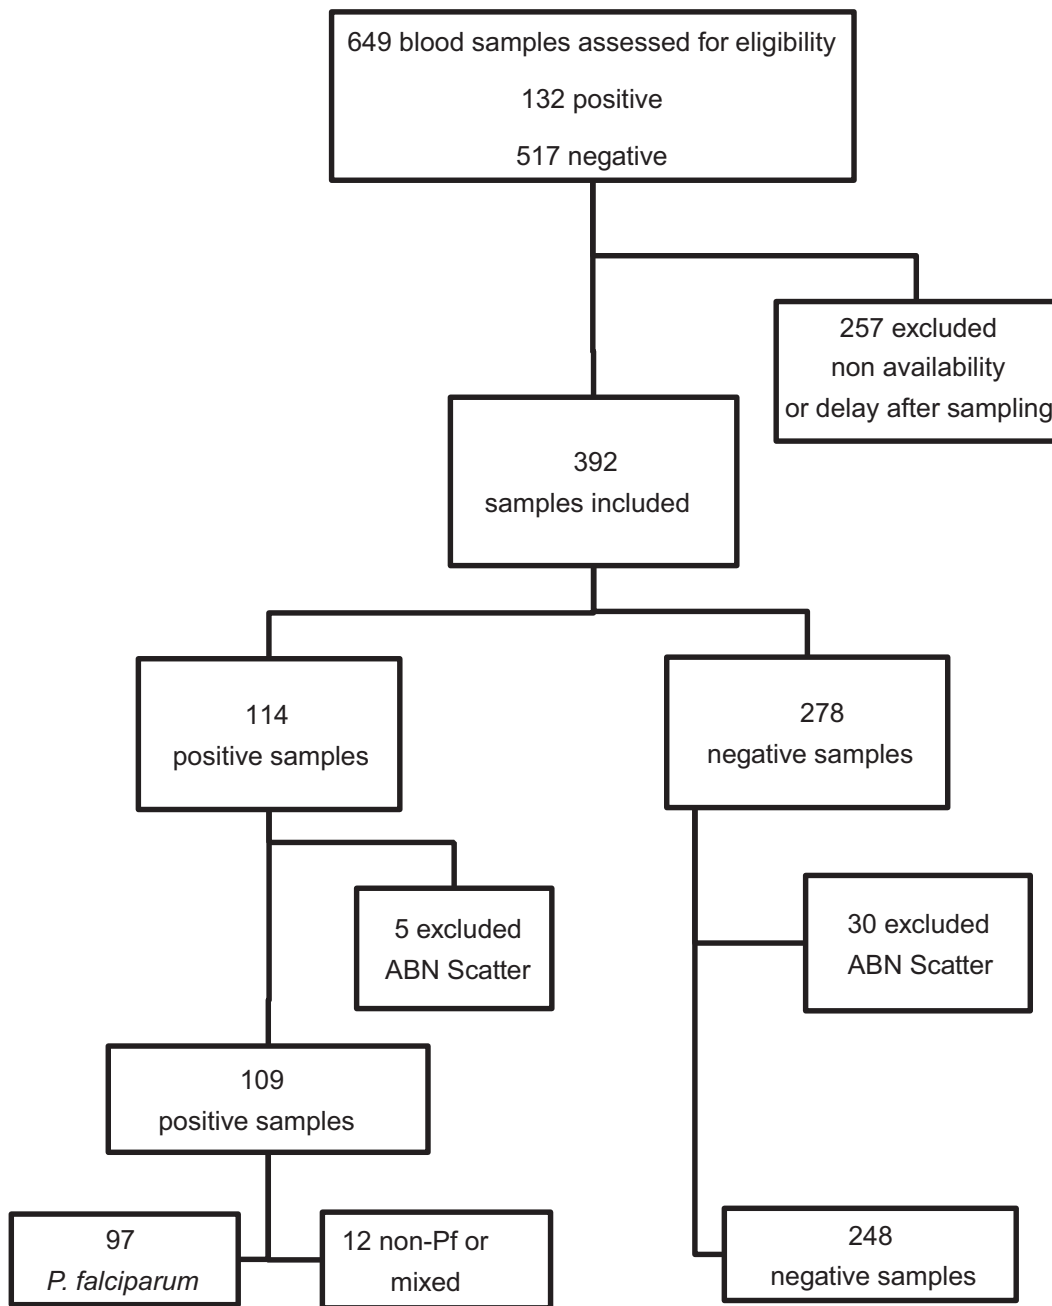 649 blood samples assessed for eligibility
132 positive
517 negative
257 excluded
non availability
or delay after sampling
392
samples included
114
positive samples
278
negative samples
5 excluded
ABN Scatter
30 excluded
ABN Scatter
109
positive samples
97
P. falciparum
12 non-Pf or
mixed
248
negative samples